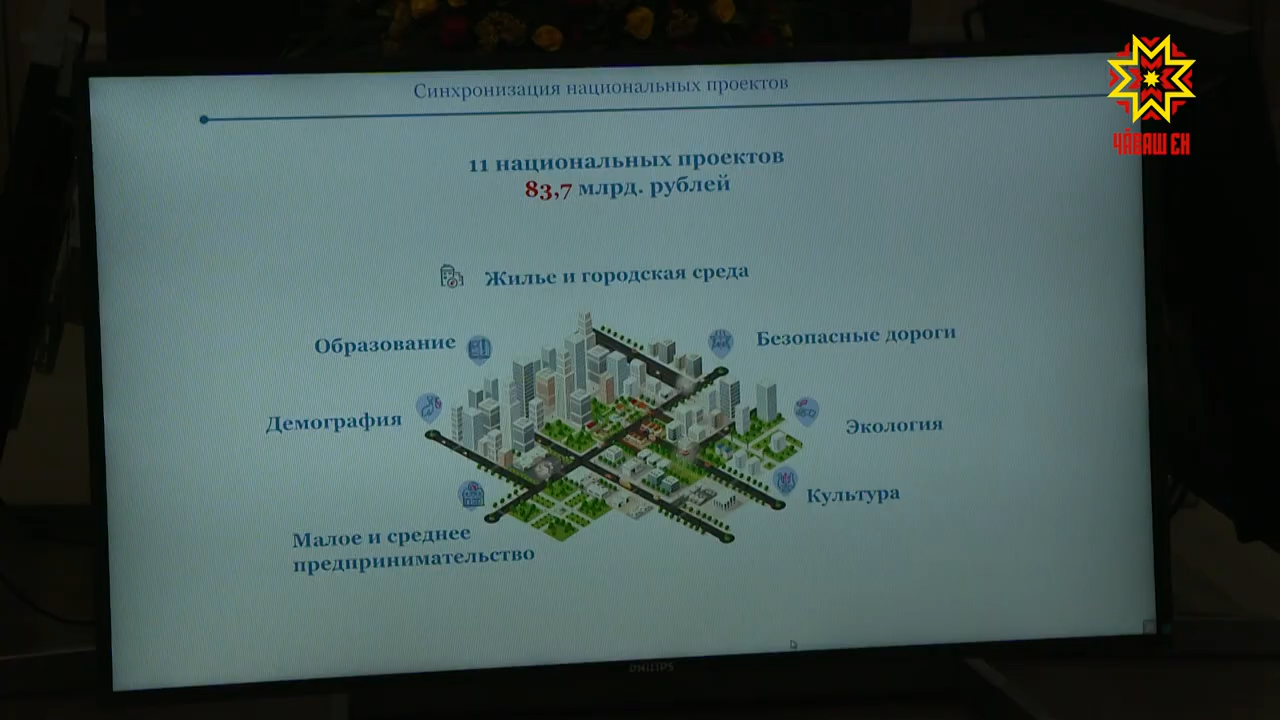 Синхронизация национальных проектов
ЧӐВАШ ЕН
11 национальных проектов
83,7 млрд. рублей
Жилье и городская среда
Образование
Безопасные дороги
Демография
Экология
Культура
Малое и среднее
предпринимательство
PHILIPS